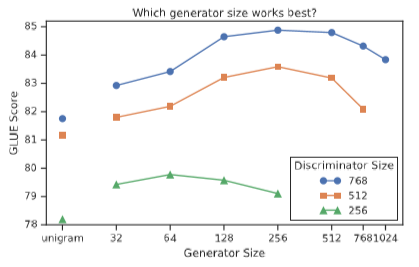 Which generator size works best?
85
84
83
82
81
80
79
78
GLUE Score
unigram 32 64 128 256 512 768 1024
Generator Size
Discriminator Size
768
512
256